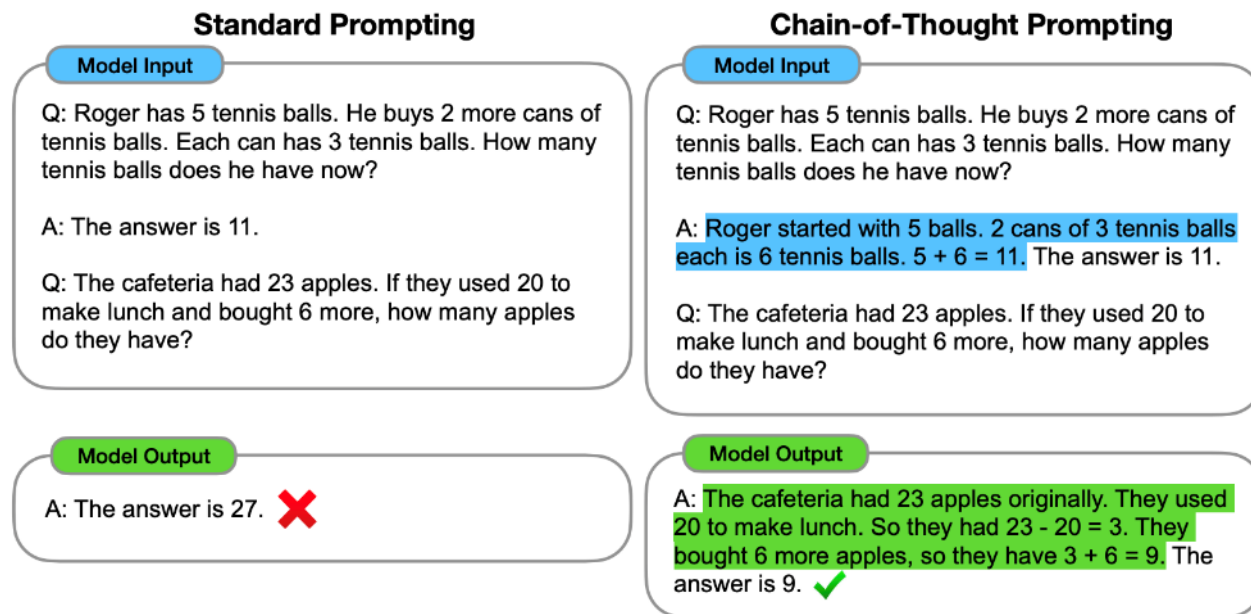 Standard Prompting
Model Input
Q: Roger has 5 tennis balls. He buys 2 more cans of
tennis balls. Each can has 3 tennis balls. How many
tennis balls does he have now?
A: The answer is 11.
Q: The cafeteria had 23 apples. If they used 20 to
make lunch and bought 6 more, how many apples
do they have?
Model Output
A: The answer is 27.
Chain-of-Thought Prompting
Model Input
Q: Roger has 5 tennis balls. He buys 2 more cans of
tennis balls. Each can has 3 tennis balls. How many
tennis balls does he have now?
A: Roger started with 5 balls. 2 cans of 3 tennis balls
each is 6 tennis balls. 5 + 6 = 11. The answer is 11.
Q: The cafeteria had 23 apples. If they used 20 to
make lunch and bought 6 more, how many apples
do they have?
Model Output
A: The cafeteria had 23 apples originally. They used
20 to make lunch. So they had 23 - 20 = 3. They
bought 6 more apples, so they have 3 + 6 = 9. The
answer is 9.